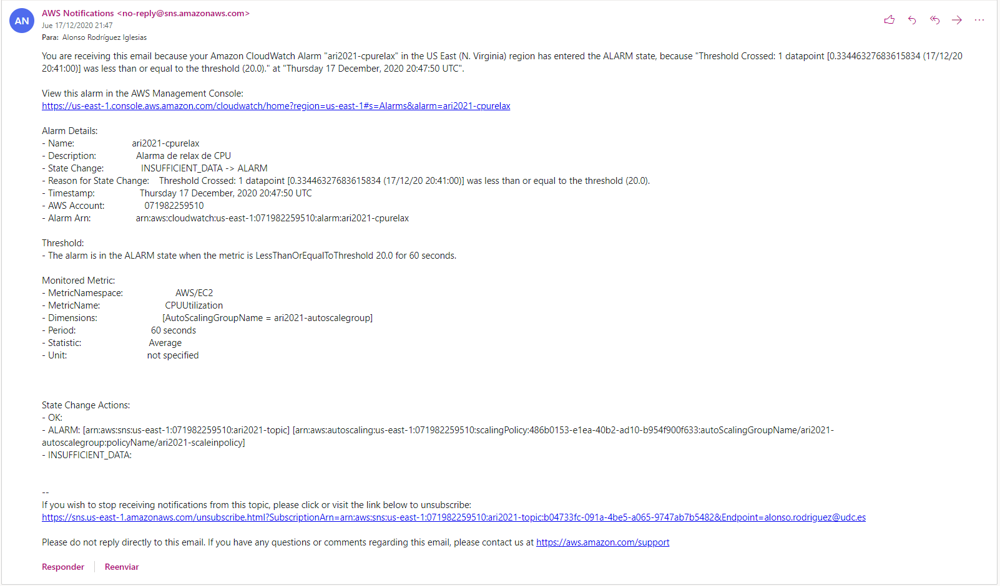 AN
AWS Notifications <no-reply@sns.amazonaws.com>
Jue 17/12/2020 21:47
Para: Alonso Rodríguez Iglesias
You are receiving this email because your Amazon CloudWatch Alarm "ari2021-cpurelax" in the US East (N. Virginia) region has entered the ALARM state, because "Threshold Crossed: 1 datapoint [0.33446327683615834 (17/12/20
20:41:00)] was less than or equal to the threshold (20.0)." at "Thursday 17 December, 2020 20:47:50 UTC".
View this alarm in the AWS Management Console:
https://us-east-1.console.aws.amazon.com/cloudwatch/home?region=us-east-1#s=Alarms&alarm=ari2021-cpurelax
Alarm Details:
- Name: ari2021-cpurelax
- Description: Alarma de relax de CPU
- State Change: INSUFFICIENT_DATA -> ALARM
- Reason for State Change: Threshold Crossed: 1 datapoint [0.33446327683615834 (17/12/20 20:41:00)] was less than or equal to the threshold (20.0).
- Timestamp: Thursday 17 December, 2020 20:47:50 UTC
- AWS Account: 071982259510
- Alarm Arn: arn:aws:cloudwatch:us-east-1:071982259510:alarm:ari2021-cpurelax
Threshold:
- The alarm is in the ALARM state when the metric is LessThanOrEqualToThreshold 20.0 for 60 seconds.
Monitored Metric:
- MetricNamespace: AWS/EC2
- MetricName: CPUUtilization
- Dimensions: [AutoScalingGroupName = ari2021-autoscalegroup]
- Period: 60 seconds
- Statistic: Average
- Unit: not specified
State Change Actions:
- OK:
- ALARM: [arn:aws:sns:us-east-1:071982259510:ari2021-topic] [arn:aws:autoscaling:us-east-1:071982259510:scalingPolicy:486b0153-e1ea-40b2-ad10-b954f900f633:autoScalingGroupName/ari2021-
autoscalegroup:policyName/ari2021-scaleinpolicy]
- INSUFFICIENT_DATA:
--
If you wish to stop receiving notifications from this topic, please click or visit the link below to unsubscribe:
https://sns.us-east-1.amazonaws.com/unsubscribe.html?SubscriptionArn=arn:aws:sns:us-east-1:071982259510:ari2021-topic:b04733fc-091a-4be5-a065-9747ab7b5482&Endpoint=alonso.rodriguez@udc.es
Please do not reply directly to this email. If you have any questions or comments regarding this email, please contact us at https://aws.amazon.com/support
Responder Reenviar